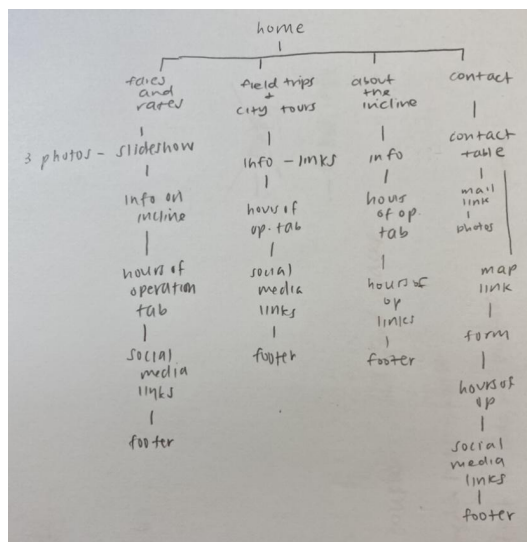 home
fares
and
rates
3 photos - slideshow
info on
incline
hours of
operation
tab
social
media
links
footer
field trips
+
city tours
info - links
hours of
op. tab
social
media
links
footer
about
the
incline
info
hours
of op.
tab
hours of
op
links
footer
contact
contact
table
mail
link
photos
map
link
form
hours of
op
social
media
links
footer